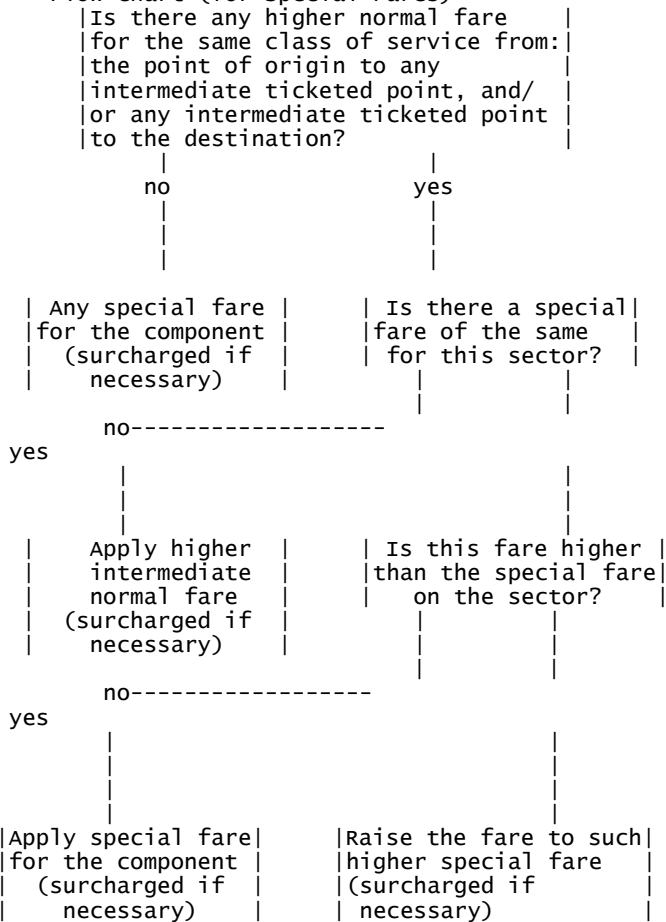 |Is there any higher normal fare |
|for the same class of service from:|
|the point of origin to any |
|intermediate ticketed point, and/ |
|or any intermediate ticketed point |
|to the destination? |
| |
no yes
| |
| |
| |
| Any special fare | | Is there a special|
|for the component | |fare of the same |
| (surcharged if | | for this sector? |
| necessary) | | |
| |
no-------------------
yes
| |
| |
| |
| Apply higher | | Is this fare higher |
| intermediate | |than the special fare|
| normal fare | | on the sector? |
| (surcharged if | | |
| necessary) | | |
| |
no------------------
yes
| |
| |
| |
| |
|Apply special fare| |Raise the fare to such|
|for the component | |higher special fare |
| (surcharged if | |(surcharged if |
| necessary) | | necessary) |